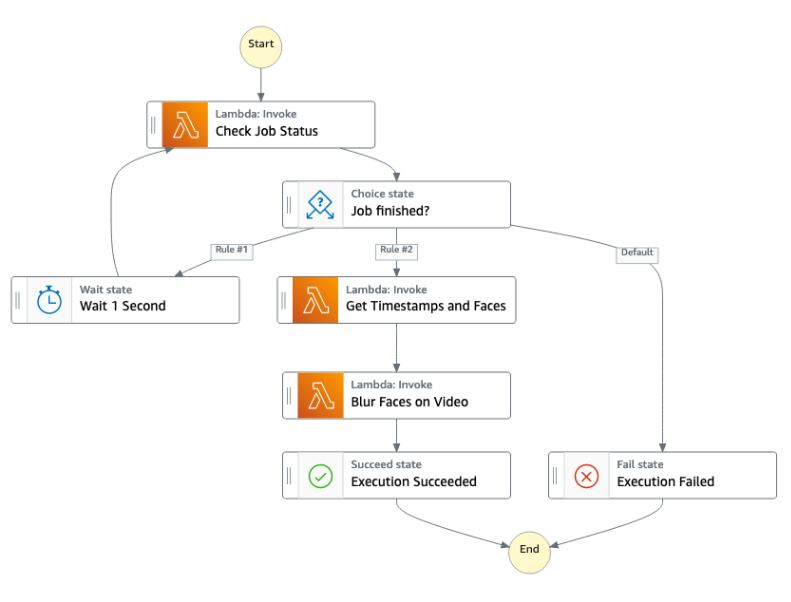 Start
Lambda: Invoke
Check Job Status
Choice state
Job finished?
Rule #1
Rule #2
Default
Wait state
Wait 1 Second
Lambda: Invoke
Get Timestamps and Faces
Lambda: Invoke
Blur Faces on Video
Succeed state
Execution Succeeded
Fail state
Execution Failed
End